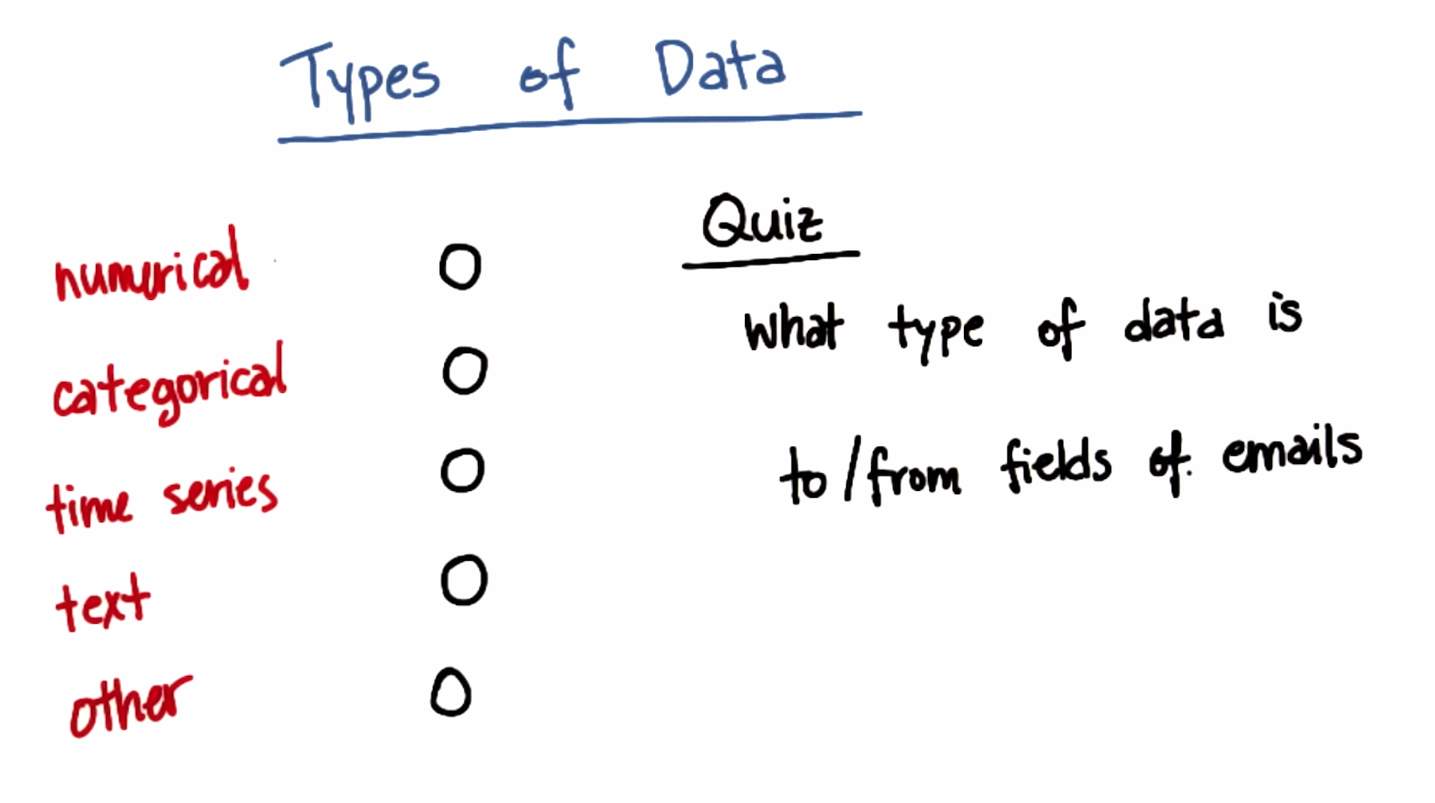 Types of Data
numerical
categorical
time series
text
other
Quiz
What type of data is
to/from fields of emails